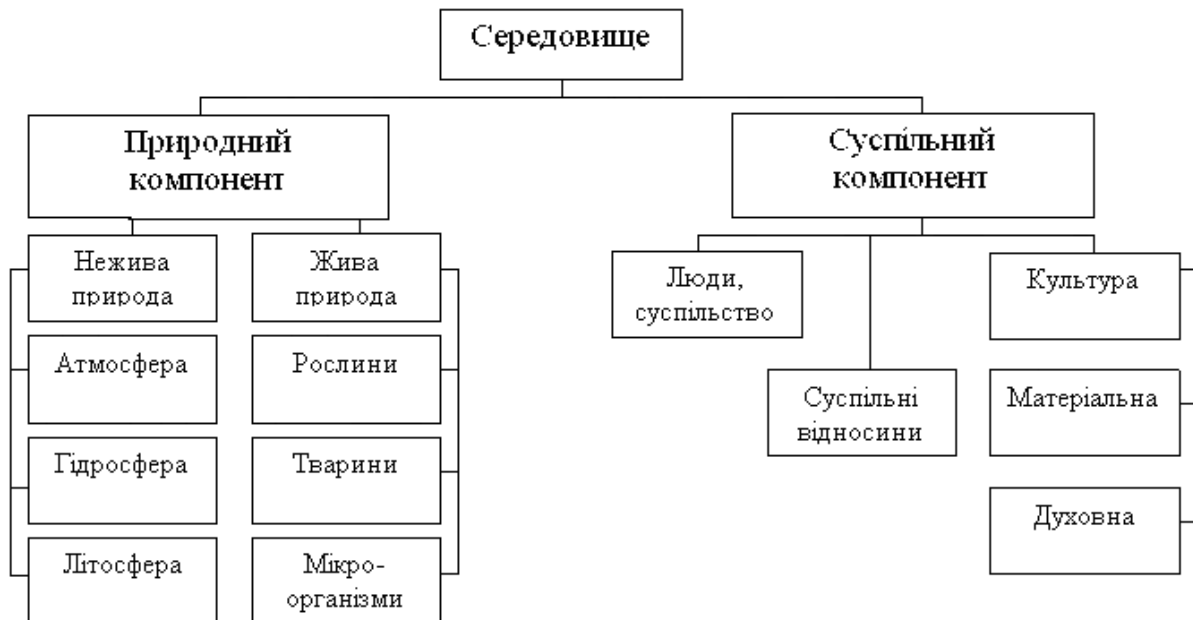 Середовище
Природний
компонент
Суспільний
компонент
Нежива
природа
Жива
природа
Люди,
суспільство
Культура
Атмосфера
Рослини
Суспільні
відносини
Матеріальна
Гідросфера
Тварини
Духовна
Літосфера
Мікро-
організми